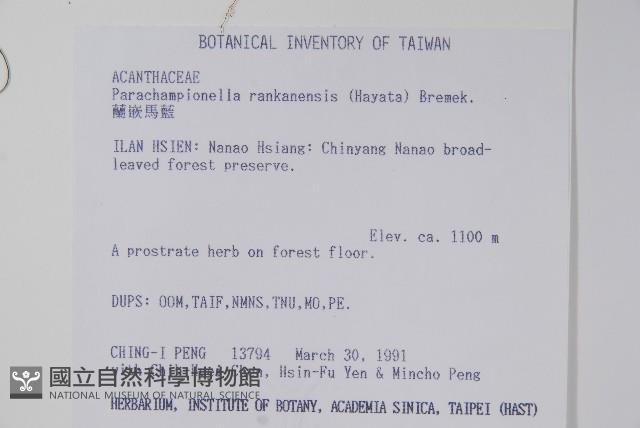 BOTANICAL INVENTORY OF TAIWAN
ACANTHACEAE
Parachampionella rankanensis (Hayata) Bremek.
蘭嵌馬藍
ILAN HSIEN: Nanao Hsiang: Chinyang Nanao broad-
leaved forest preserve.
Elev. ca. 1100 m
A prostrate herb on forest floor.
DUPS: OOM,TAIF,NMNS,TNU,MO,PE.
CHING-I PENG 13794 March 30, 1991
with Chen, Hsin-Fu Yen & Mincho Peng
國立自然科學博物館
NATIONAL MUSEUM OF NATURAL SCIENCE
HERBARIUM, INSTITUTE OF BOTANY, ACADEMIA SINICA, TAIPEI (HAST)